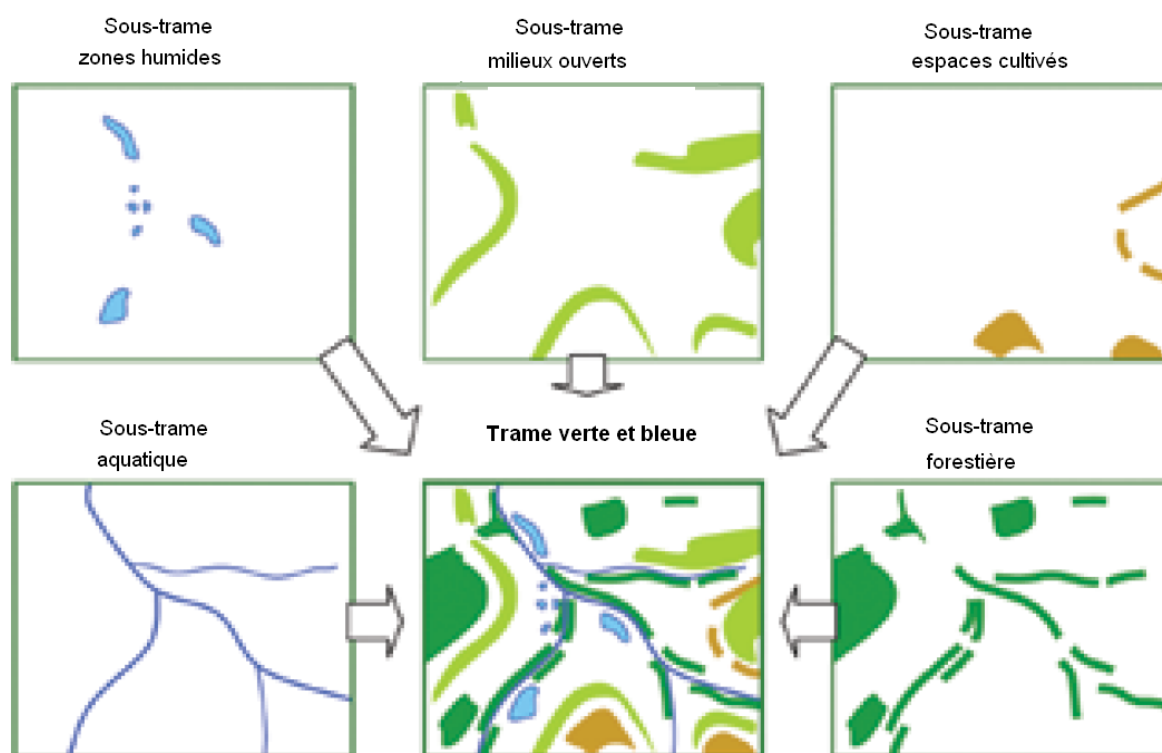 Sous-trame
zones humides
Sous-trame
milieux ouverts
Sous-trame
espaces cultivés
Sous-trame
aquatique
Trame verte et bleue
Sous-trame
forestière